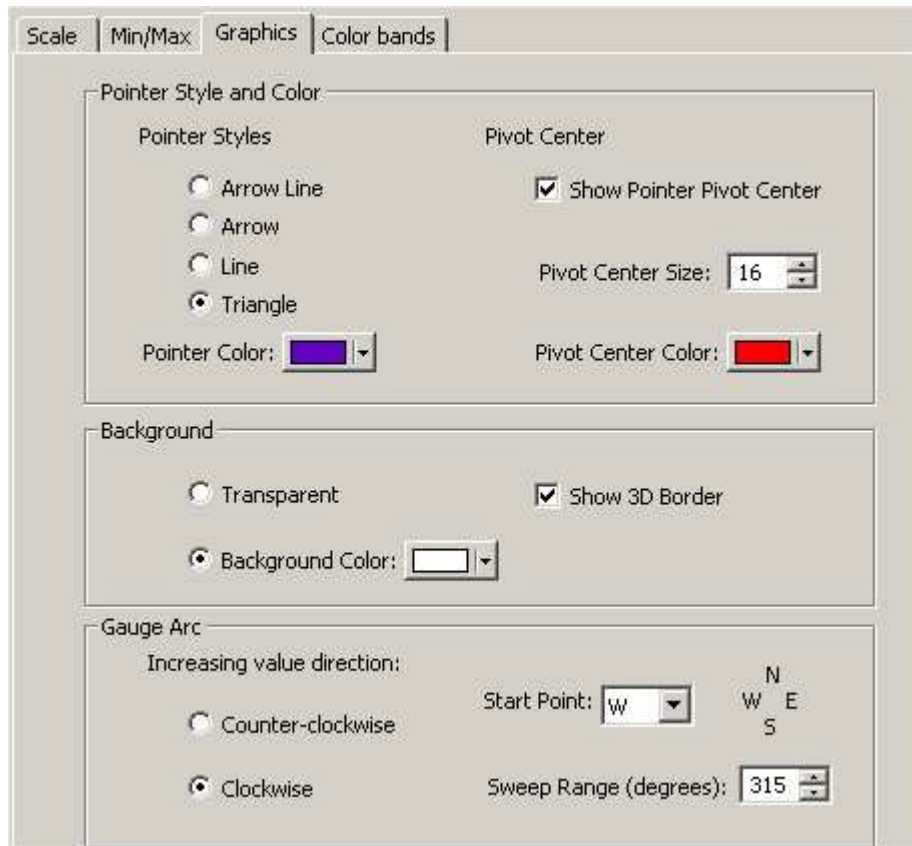 Scale Min/Max Graphics Color bands
Pointer Style and Color
Pointer Styles Pivot Center
Arrow Line Show Pointer Pivot Center
Arrow
Line Pivot Center Size: 16
Triangle
Pointer Color: Pivot Center Color:
Background
Transparent Show 3D Border
Background Color:
Gauge Arc
Increasing value direction:
N
Start Point: W W E
Counter-clockwise S
Clockwise Sweep Range (degrees): 315